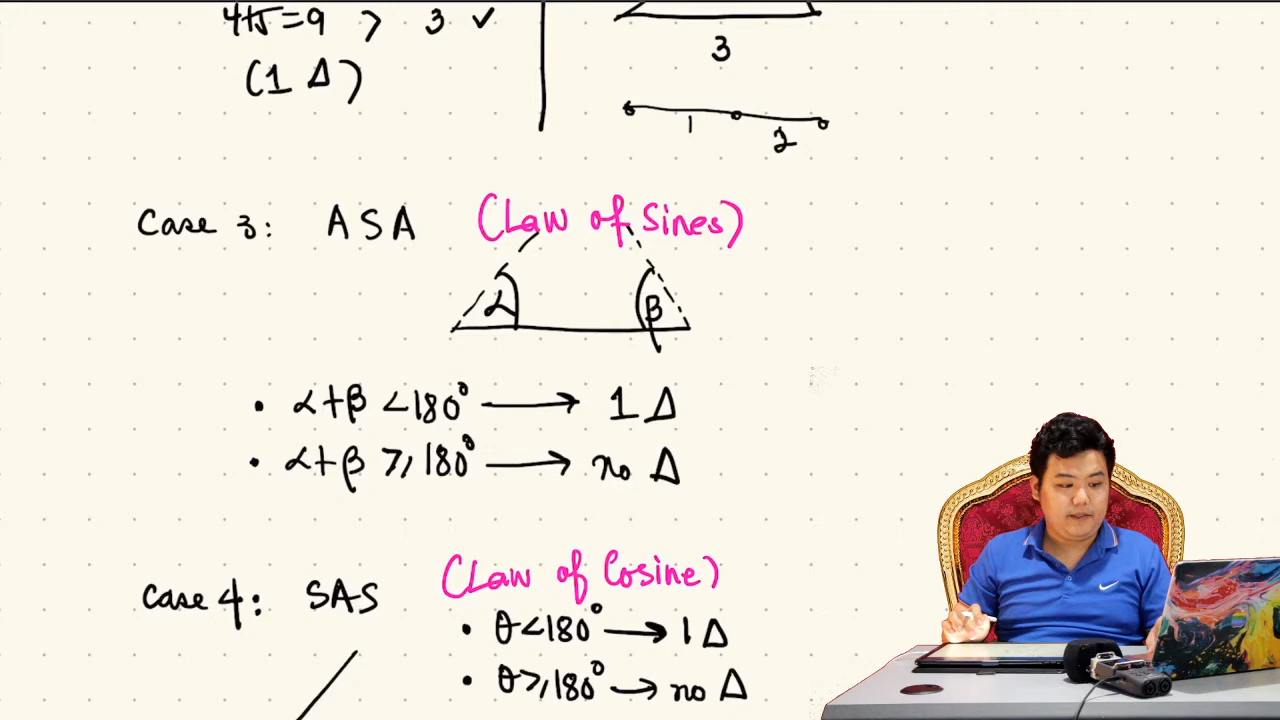 4+5=9 > 3 ✓
(1 Δ)
3
1 2
Case 3: ASA (Law of Sines)
α β
• α+β <180° → 1 Δ
• α+β ⩾ 180° → no Δ
Case 4: SAS (Law of Cosine)
• θ<180° → 1 Δ
• θ⩾180° → no Δ